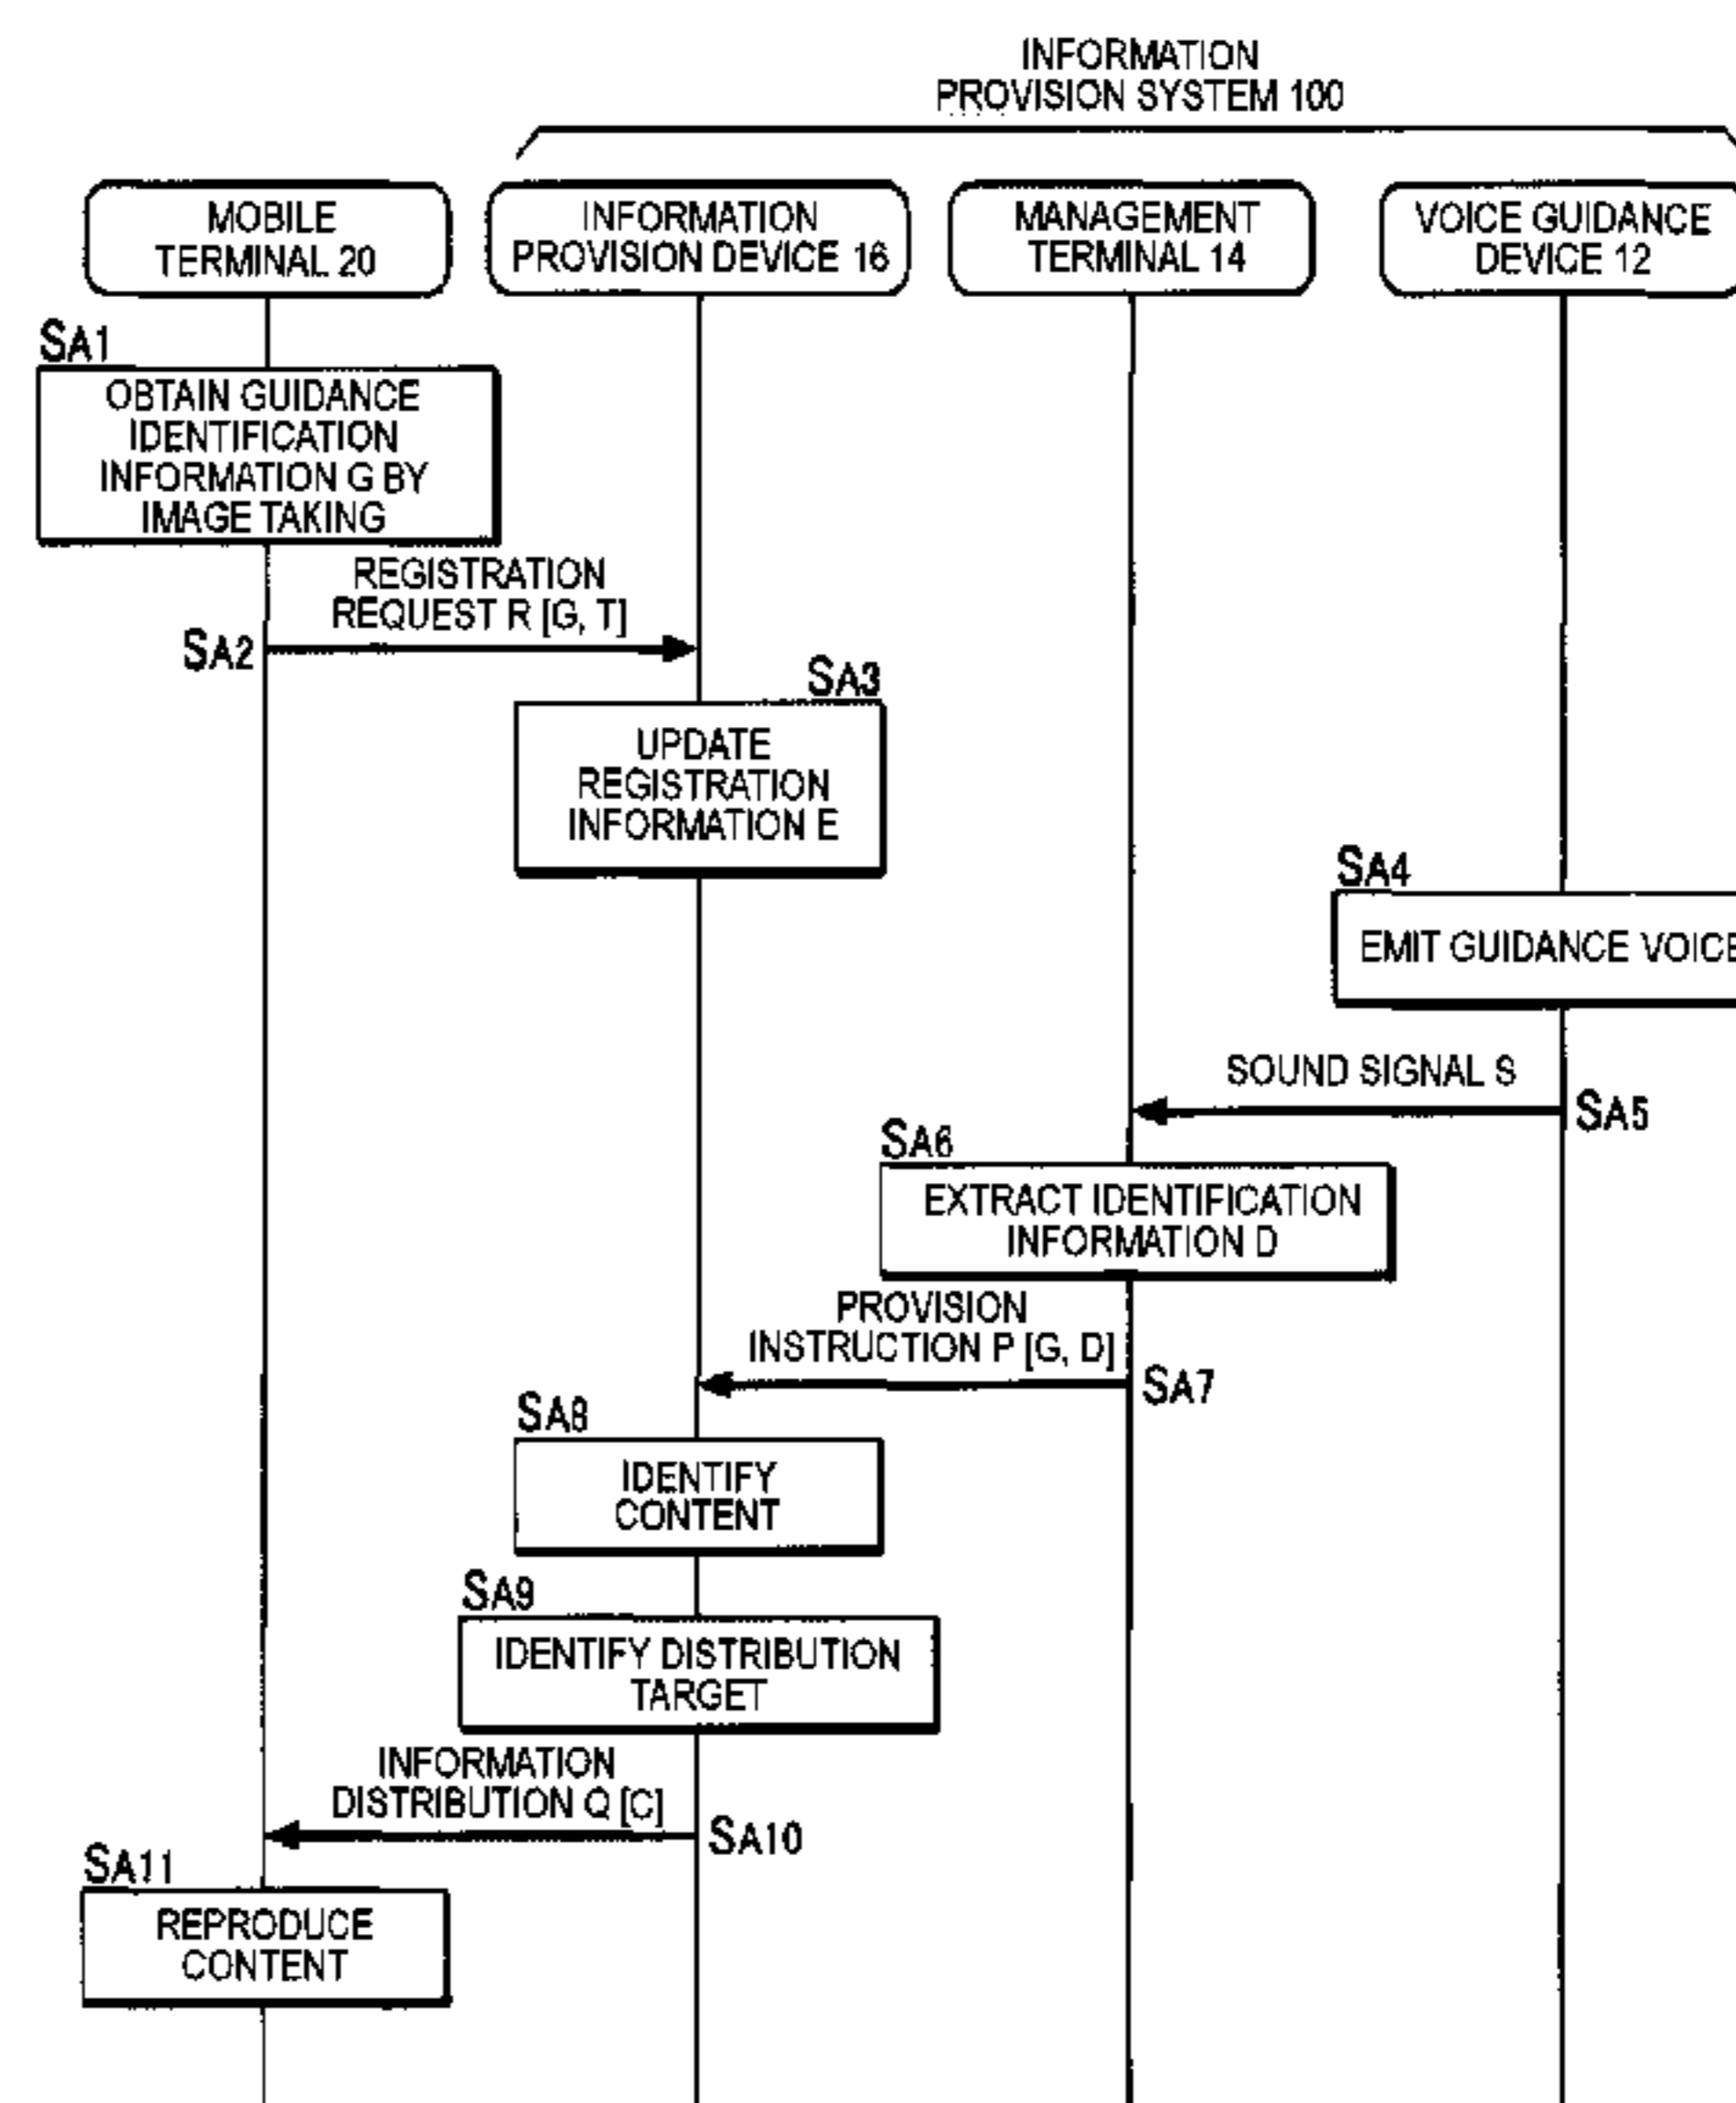 INFORMATION
PROVISION SYSTEM 100
MOBILE
TERMINAL 20
INFORMATION
PROVISION DEVICE 16
MANAGEMENT
TERMINAL 14
VOICE GUIDANCE
DEVICE 12
SA1
OBTAIN GUIDANCE
IDENTIFICATION
INFORMATION G BY
IMAGE TAKING
REGISTRATION
REQUEST R [G, T]
SA2
SA3
UPDATE
REGISTRATION
INFORMATION E
SA4
EMIT GUIDANCE VOICE
SOUND SIGNAL S
SA5
SA6
EXTRACT IDENTIFICATION
INFORMATION D
PROVISION
INSTRUCTION P [G, D]
SA7
SA8
IDENTIFY
CONTENT
SA9
IDENTIFY DISTRIBUTION
TARGET
INFORMATION
DISTRIBUTION Q [C]
SA10
SA11
REPRODUCE
CONTENT